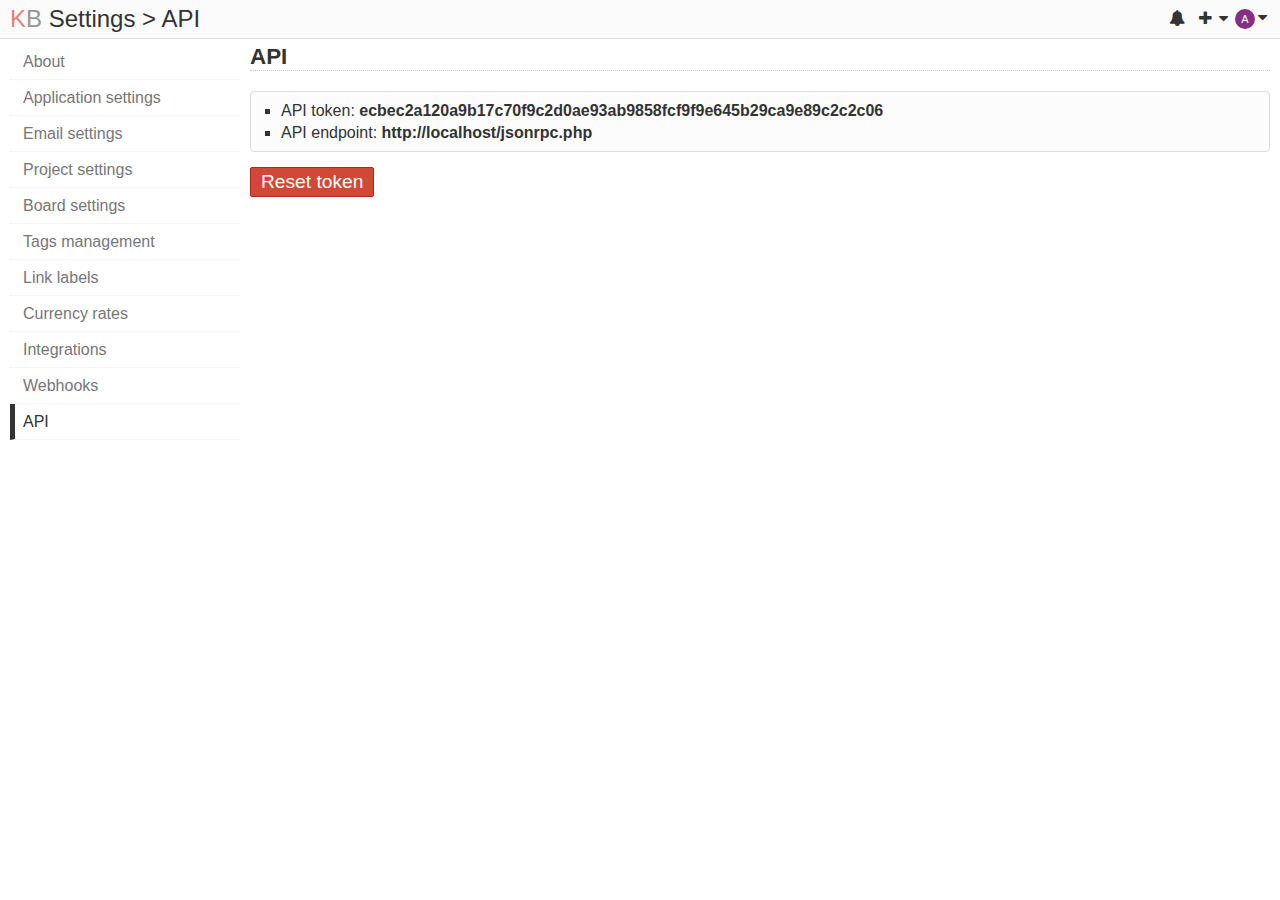 KB Settings > API
A
About
Application settings
Email settings
Project settings
Board settings
Tags management
Link labels
Currency rates
Integrations
Webhooks
API
API
API token: ecbec2a120a9b17c70f9c2d0ae93ab9858fcf9f9e645b29ca9e89c2c2c06
API endpoint: http://localhost/jsonrpc.php
Reset token